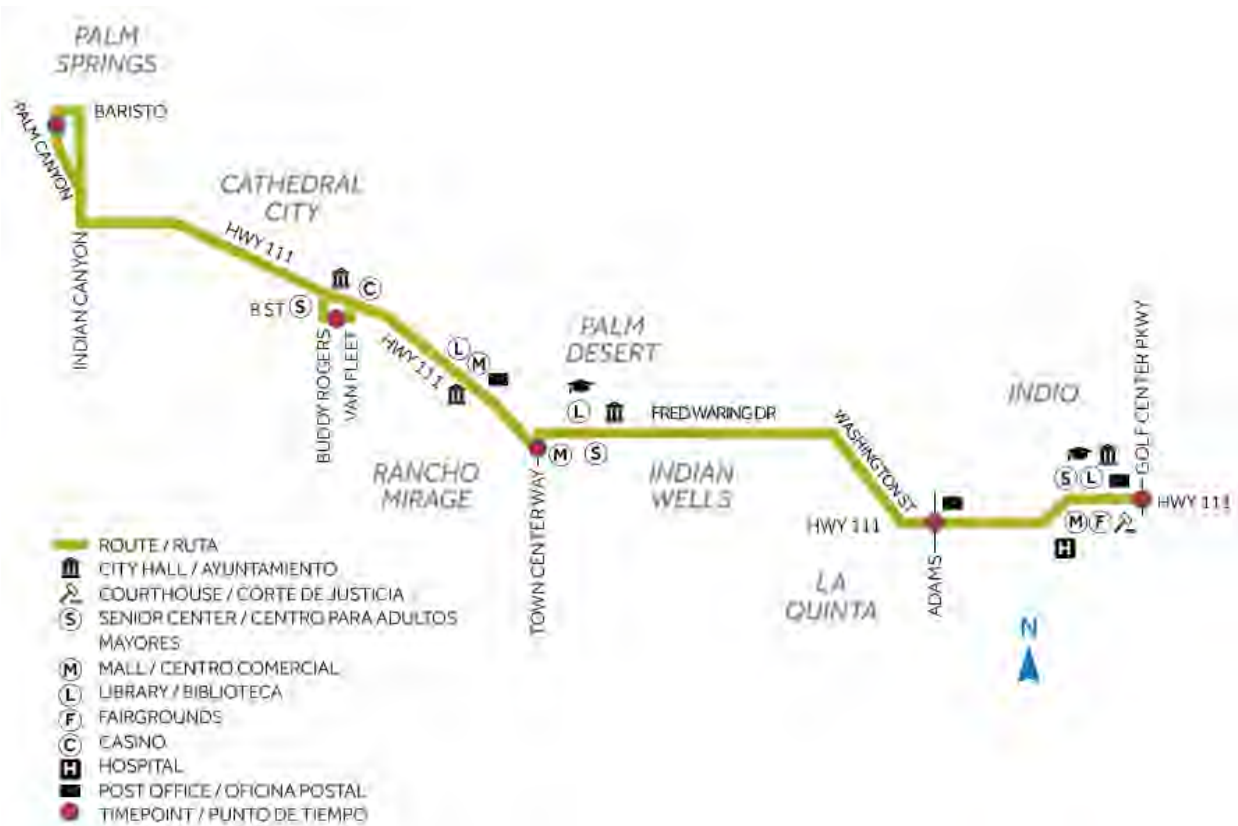 PALM
SPRINGS
BARISTO
PALM CANYON
CATHEDRAL
CITY
HWY 111
INDIAN CANYON
B ST
S
C
BUDDY ROGERS
VAN FLEET
HWY 111
L
M
PALM
DESERT
L
FRED WARING DR
M
S
RANCHO
MIRAGE
TOWN CENTER WAY
INDIAN
WELLS
WASHINGTON ST
INDIO
GOLF CENTER PKWY
S
L
HWY 111
M
F
H
HWY 111
LA
QUINTA
ADAMS
N
ROUTE / RUTA
CITY HALL / AYUNTAMIENTO
COURTHOUSE / CORTE DE JUSTICIA
S
SENIOR CENTER / CENTRO PARA ADULTOS
MAYORES
M
MALL / CENTRO COMERCIAL
L
LIBRARY / BIBLIOTECA
F
FAIRGROUNDS
C
CASINO
H
HOSPITAL
POST OFFICE / OFICINA POSTAL
TIMEPOINT / PUNTO DE TIEMPO